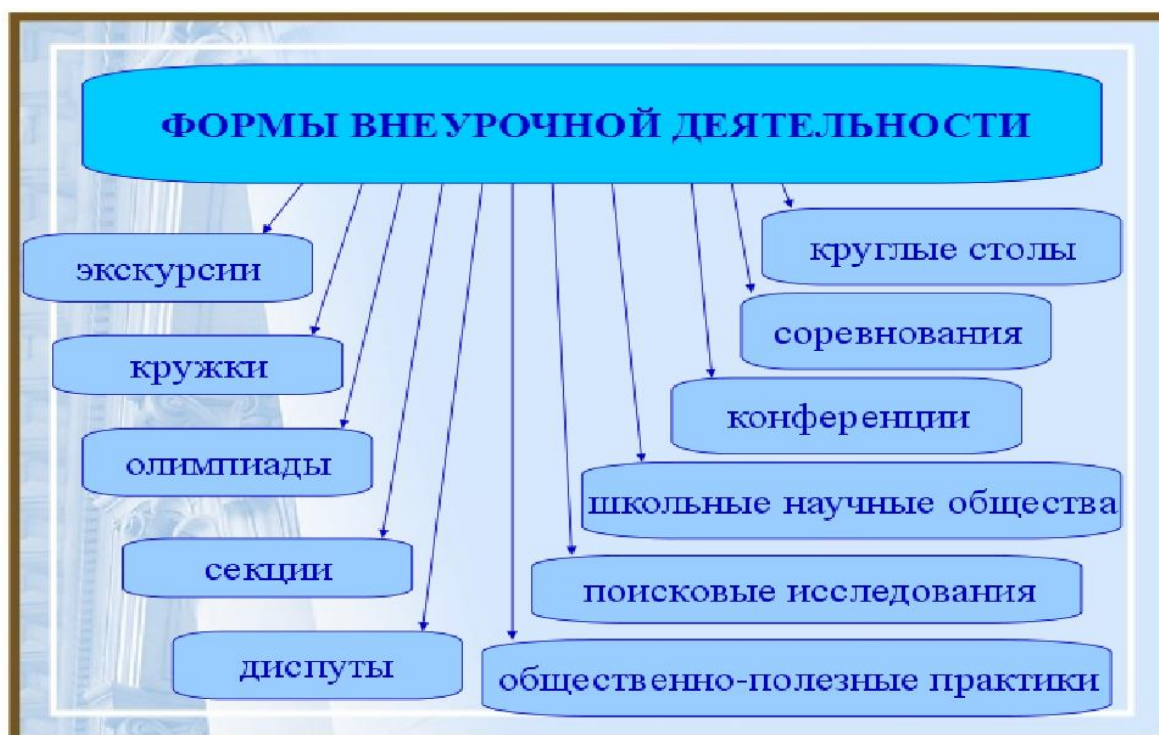 ФОРМЫ ВНЕУРОЧНОЙ ДЕЯТЕЛЬНОСТИ
экскурсии
кружки
олимпиады
секции
диспуты
круглые столы
соревнования
конференции
школьные научные общества
поисковые исследования
общественно-полезные практики